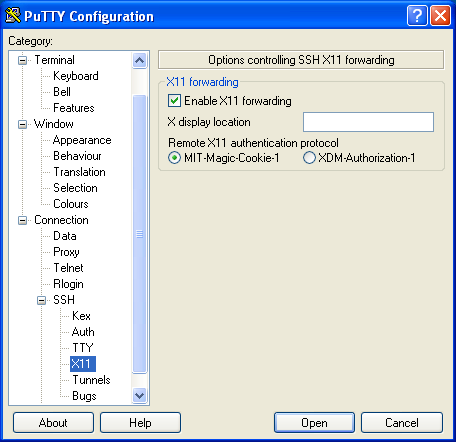 PuTTY Configuration
Category:
Terminal
Keyboard
Bell
Features
Window
Appearance
Behaviour
Translation
Selection
Colours
Connection
Data
Proxy
Telnet
Rlogin
SSH
Kex
Auth
TTY
X11
Tunnels
Bugs
Options controlling SSH X11 forwarding
X11 forwarding
Enable X11 forwarding
X display location
Remote X11 authentication protocol
MIT-Magic-Cookie-1 XDM-Authorization-1
About Help Open Cancel